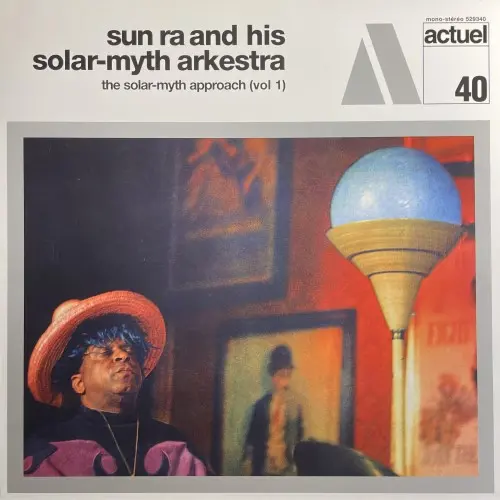 sun ra and his
solar-myth arkestra
the solar-myth approach (vol 1)
mono-stéréo 529340
actuel
40